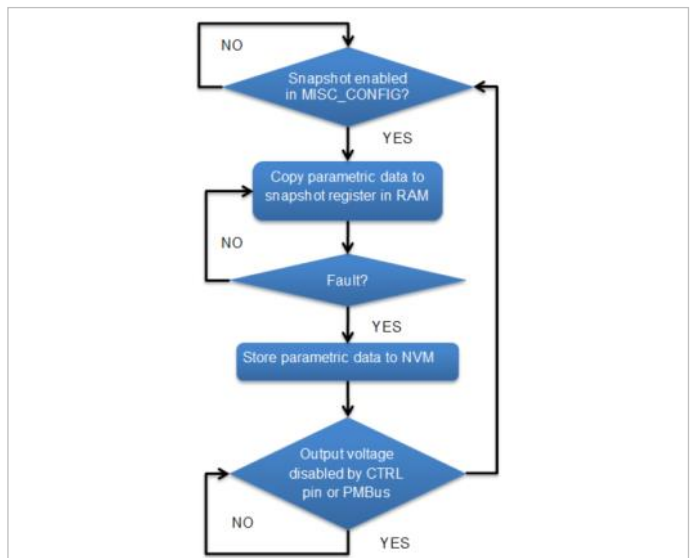 NO
Snapshot enabled
in MISC_CONFIG?
YES
Copy parametric data to
snapshot register in RAM
NO
Fault?
YES
Store parametric data to NVM
Output voltage
disabled by CTRL
pin or PMBus
NO
YES